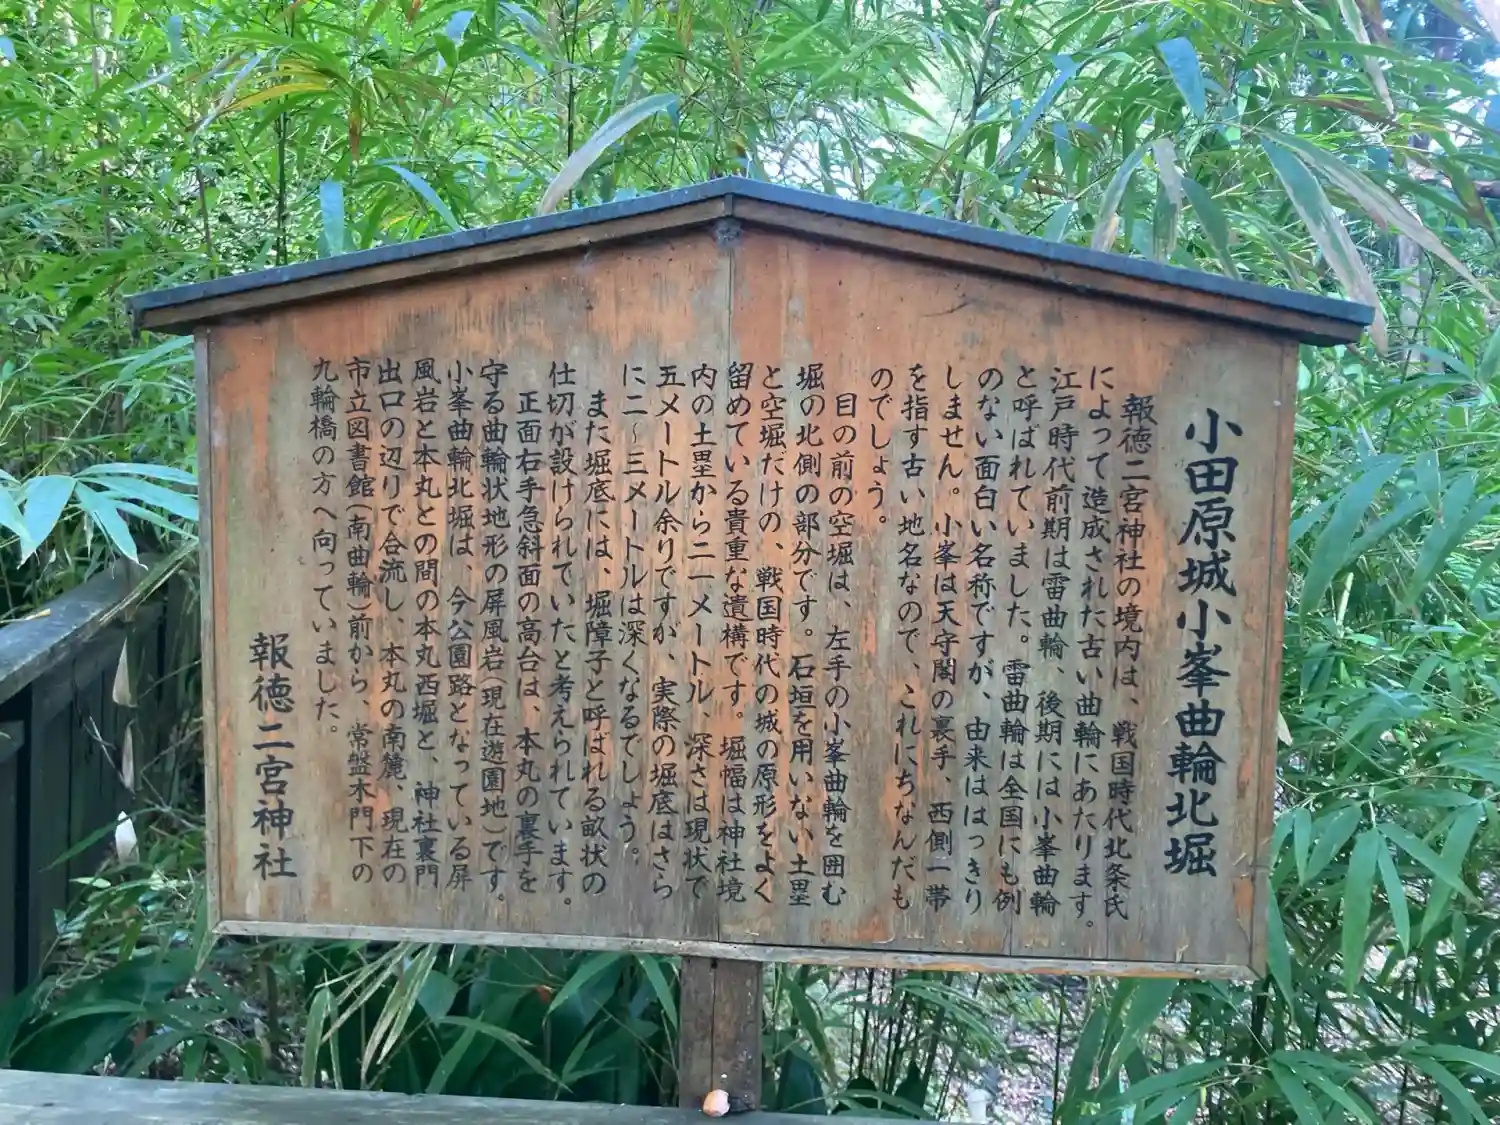 小田原城小峯曲輪北堀
報徳二宮神社の境内は、戦国時代北条氏
によって造成された古い曲輪にあたります。
江戸時代前期は雷曲輪、後期には小峯曲輪
と呼ばれていました。雷曲輪は全国にも例
のない面白い名称ですが、由来ははっきり
しません。小峯は天守閣の裏手、西側一帯
を指す古い地名なので、これにちなんだも
のでしょう。
目の前の空堀は、左手の小峯曲輪を囲む
堀の北側の部分です。石垣を用いない土塁
と空堀だけの、戦国時代の城の原形をよく
留めている貴重な遺構です。堀幅は神社境
内の土塁から二一メートル、深さは現状で
五メートル余りですが、実際の堀底はさら
に二〜三メートルは深くなるでしょう。
また堀底には、堀障子と呼ばれる畝状の
仕切が設けられていたと考えられています。
正面右手急斜面の高台は、本丸の裏手を
守る曲輪状地形の屏風岩(現在遊園地)です。
小峯曲輪北堀は、今公園路となっている屏
風岩と本丸との間の本丸西堀と、神社裏門
出口の辺りで合流し、本丸の南麓、現在の
市立図書館(南曲輪)前から、常盤木門下の
九輪橋の方へ向っていました。
報徳二宮神社